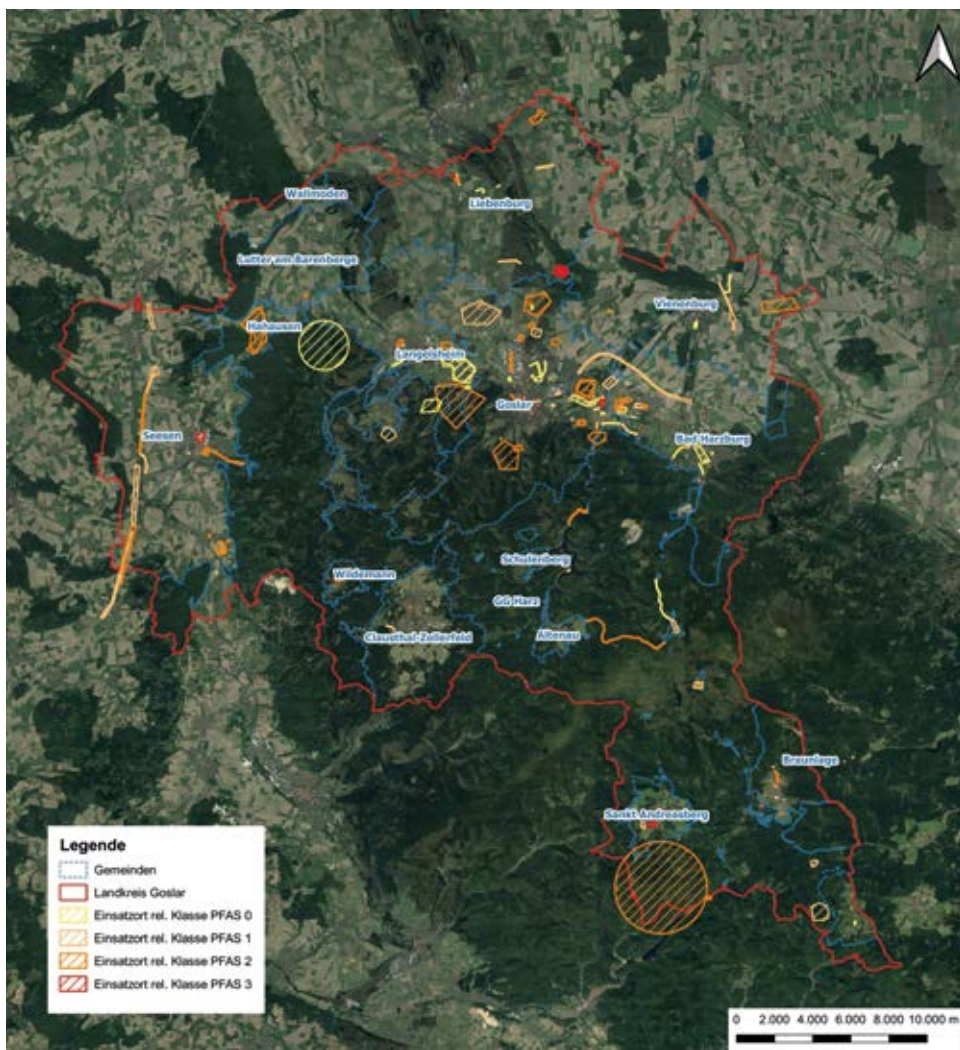 Wallmoden
Liebenburg
Lutter am Barenberge
Vienenburg
Hahausen
Langelsheim
Goslar
Seesen
Bad Harzburg
Schulenberg
Wildemann
GG Harz
Clausthal-Zellerfeld
Altenau
Braunlage
Sankt Andreasberg
Legende
Gemeinden
Landkreis Goslar
Einsatzort rel. Klasse PFAS 0
Einsatzort rel. Klasse PFAS 1
Einsatzort rel. Klasse PFAS 2
Einsatzort rel. Klasse PFAS 3
0 2.000 4.000 6.000 8.000 10.000 m